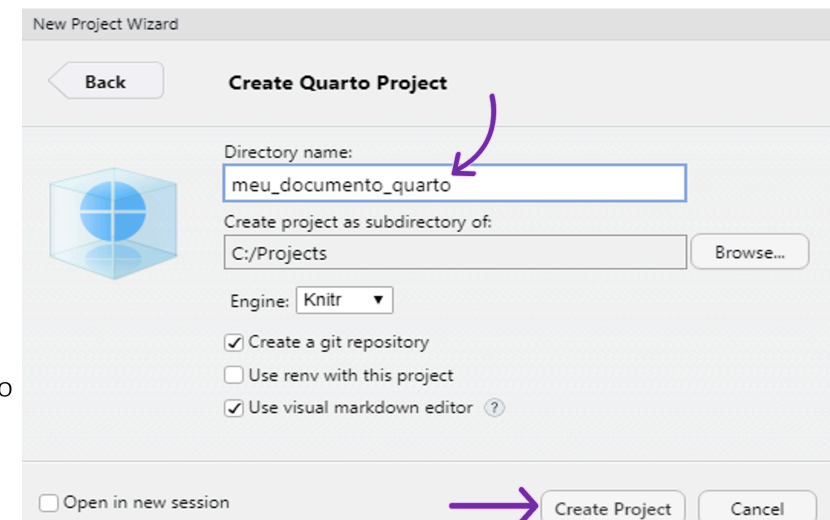 New Project Wizard
Back
Create Quarto Project
Directory name:
meu_documento_quarto
Create project as subdirectory of:
C:/Projects
Browse...
Engine: Knitr
Create a git repository
o
Use renv with this project
Use visual markdown editor ?
Open in new session
Create Project
Cancel